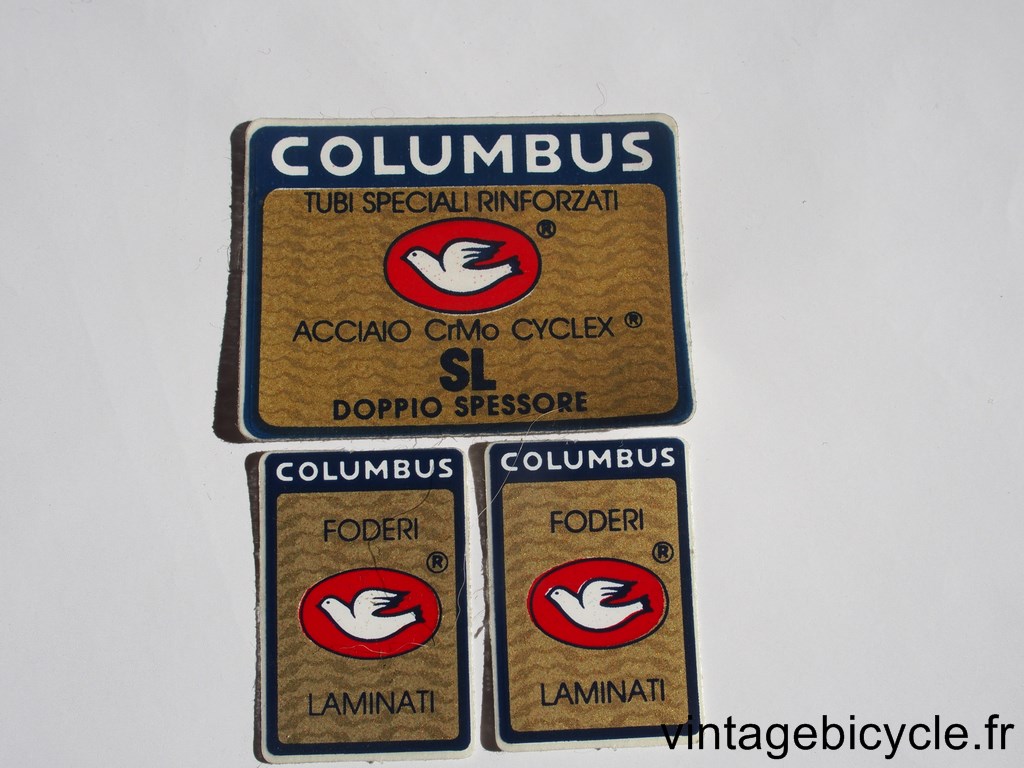 COLUMBUS
TUBI SPECIALI RINFORZATI
®
ACCIAIO CrMo CYCLEX ®
SL
DOPPIO SPESSORE
COLUMBUS
FODERI
®
LAMINATI
COLUMBUS
FODERI
®
LAMINATI
vintagebicycle.fr